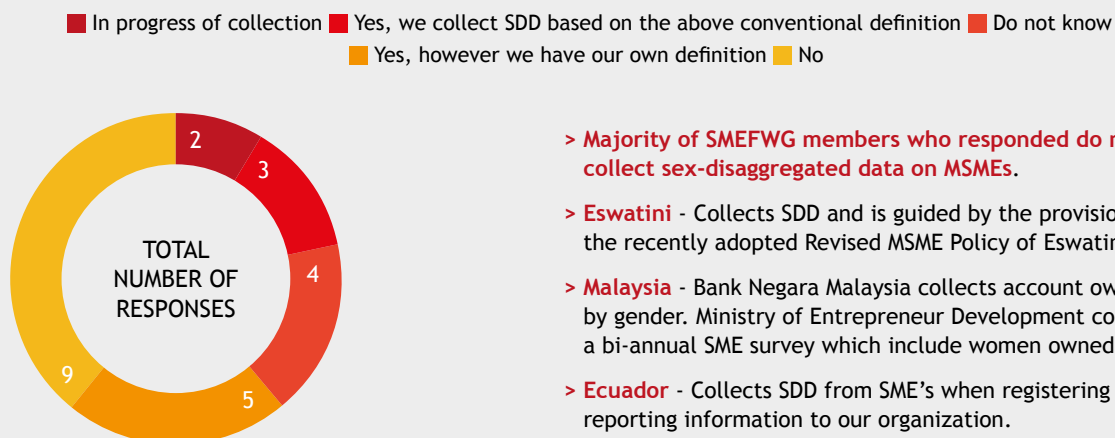 In progress of collection Yes, we collect SDD based on the above conventional definition Do not know
Yes, however we have our own definition No
2
3
4
5
9
TOTAL
NUMBER OF
RESPONSES
> Majority of SMEFWG members who responded do
collect sex-disaggregated data on MSMEs.
> Eswatini - Collects SDD and is guided by the
the recently adopted Revised MSME Policy of
> Malaysia - Bank Negara Malaysia collects account
by gender. Ministry of Entrepreneur Development
a bi-annual SME survey which include women owned
> Ecuador - Collects SDD from SME's when registering
reporting information to our organization.